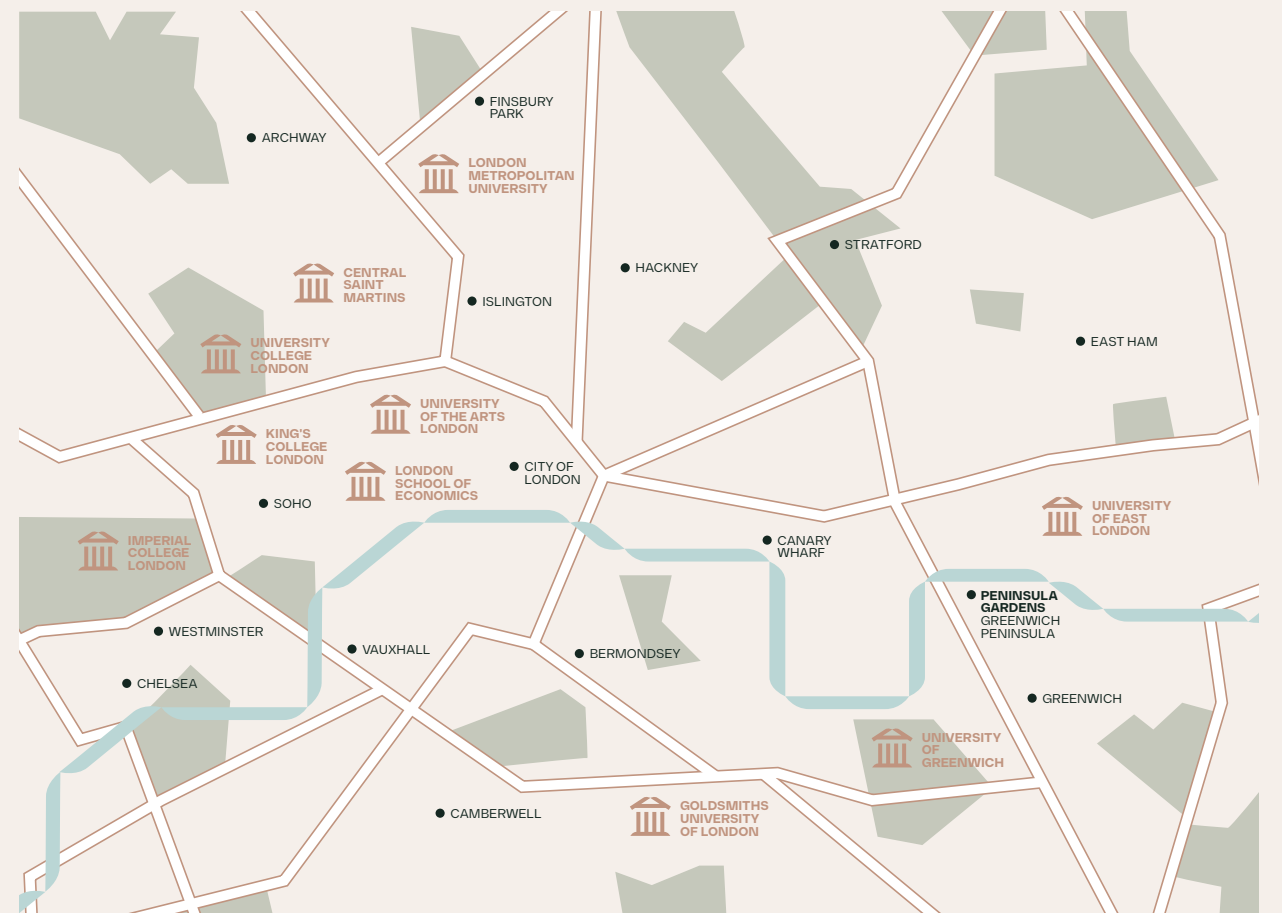 FINSBURY
PARK
ARCHWAY
LONDON
METROPOLITAN
UNIVERSITY
STRATFORD
HACKNEY
CENTRAL
SAINT
MARTINS
ISLINGTON
UNIVERSITY
COLLEGE
LONDON
EAST HAM
UNIVERSITY
OF THE ARTS
LONDON
KING'S
COLLEGE
LONDON
LONDON
SCHOOL OF
ECONOMICS
CITY OF
LONDON
SOHO
UNIVERSITY
OF EAST
LONDON
IMPERIAL
COLLEGE
LONDON
CANARY
WHARF
PENINSULA
GARDENS
GREENWICH
PENINSULA
WESTMINSTER
VAUXHALL
BERMONDSEY
CHELSEA
GREENWICH
UNIVERSITY
OF
GREENWICH
GOLDSMITHS
UNIVERSITY
OF LONDON
CAMBERWELL